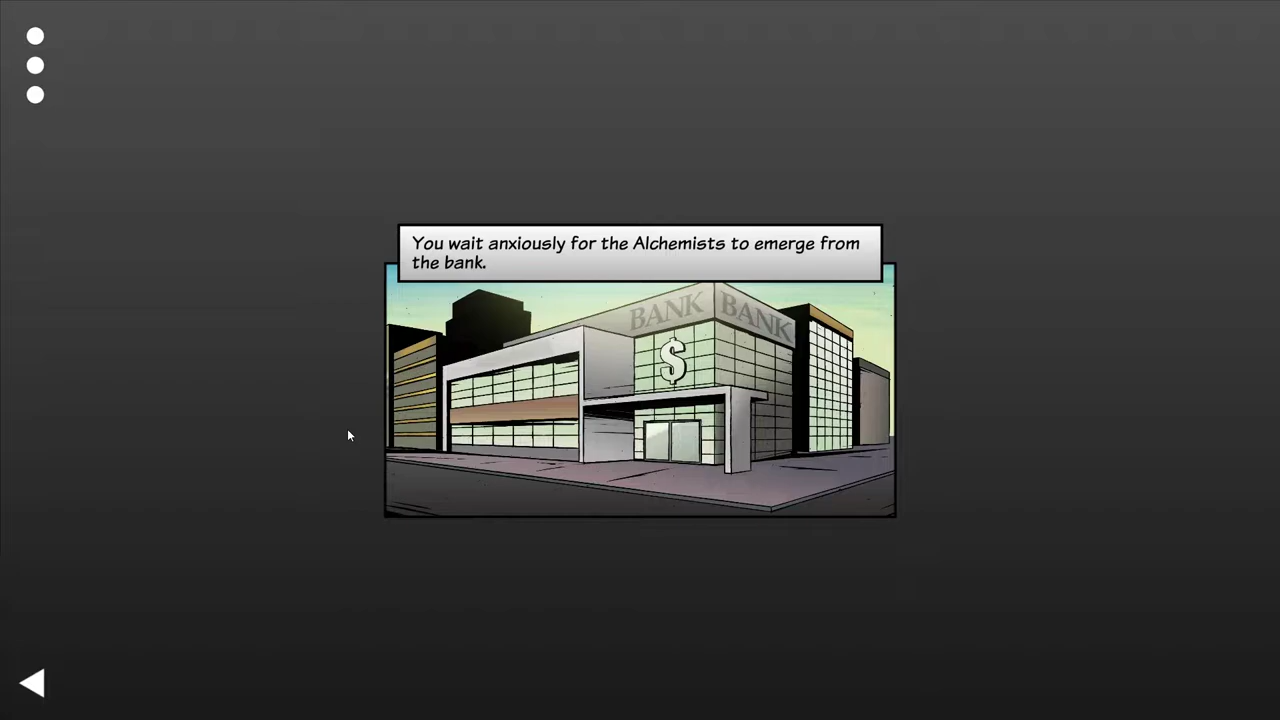 You wait anxiously for the Alchemists to emerge from
the bank.
BANK BANK
$